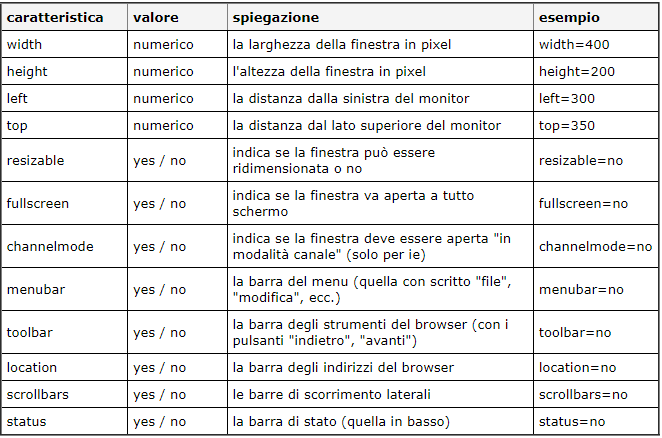 caratteristica valore spiegazione esempio
width numerico la larghezza della finestra in pixel width=400
height numerico l'altezza della finestra in pixel height=200
left numerico la distanza dalla sinistra del monitor left=300
top numerico la distanza dal lato superiore del monitor top=350
resizable yes / no indica se la finestra può essere
ridimensionata o no resizable=no
fullscreen yes / no indica se la finestra va aperta a tutto
schermo fullscreen=no
channelmode yes / no indica se la finestra deve essere aperta "in
modalità canale" (solo per ie) channelmode=no
menubar yes / no la barra del menu (quella con scritto "file",
"modifica", ecc.) menubar=no
toolbar yes / no la barra degli strumenti del browser (con i
pulsanti "indietro", "avanti") toolbar=no
location yes / no la barra degli indirizzi del browser location=no
scrollbars yes / no le barre di scorrimento laterali scrollbars=no
status yes / no la barra di stato (quella in basso) status=no